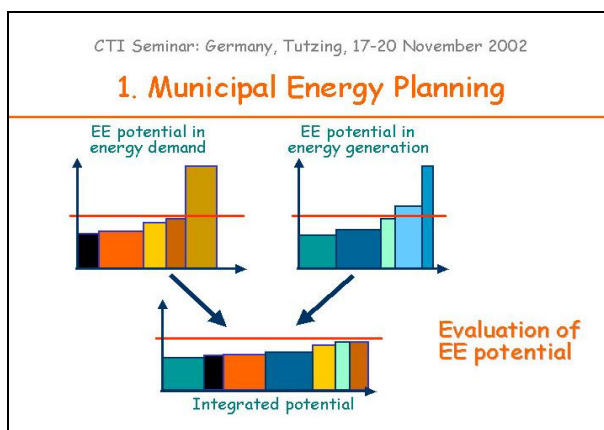 CTI Seminar: Germany, Tutzing, 17-20 November 2002
1. Municipal Energy Planning
EE potential in
energy demand
EE potential in
energy generation
Evaluation of
EE potential
Integrated potential